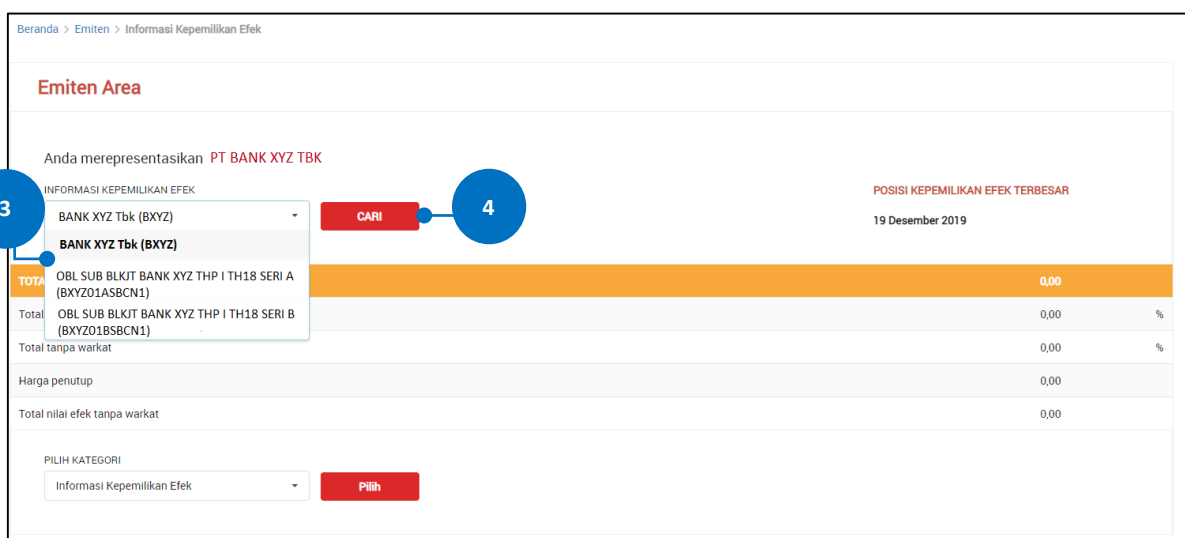 Beranda > Emiten > Informasi Kepemilikan Efek
Emiten Area
Anda merepresentasikan PT BANK XYZ TBK
INFORMASI KEPEMILIKAN EFEK
POSISI KEPEMILIKAN EFEK TERBESAR
3
BANK XYZ Tbk (BXYZ)
CARI
4
19 Desember 2019
BANK XYZ Tbk (BXYZ)
OBL SUB BLKJT BANK XYZ THP I TH18 SERI A
(BXYZ01ASBCN1)
OBL SUB BLKJT BANK XYZ THP I TH18 SERI B
(BXYZ01BSBCN1)
0,00
Total
0,00 %
Total tanpa warkat 0,00 %
Harga penutup 0,00
Total nilai efek tanpa warkat 0,00
PILIH KATEGORI
Informasi Kepemilikan Efek
Pilih